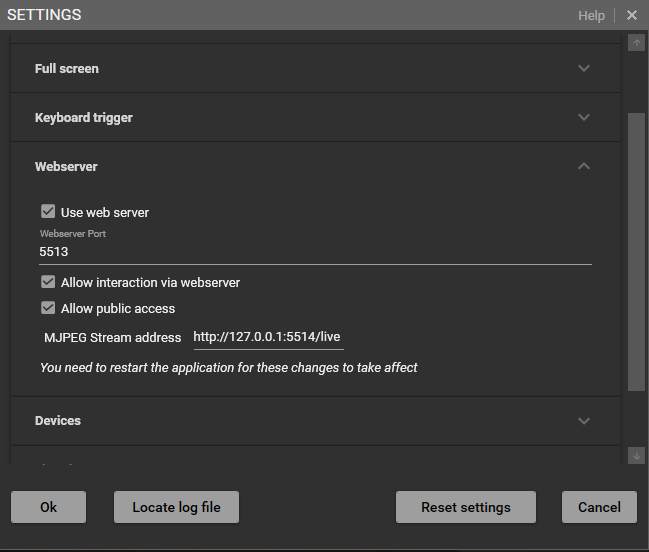 SETTINGS
Help
Full screen
Keyboard trigger
Webserver
Use web server
Webserver Port
5513
Allow interaction via webserver
Allow public access
MJPEG Stream address http://127.0.0.1:5514/live
You need to restart the application for these changes to take affect
Devices
Ok Locate log file Reset settings Cancel